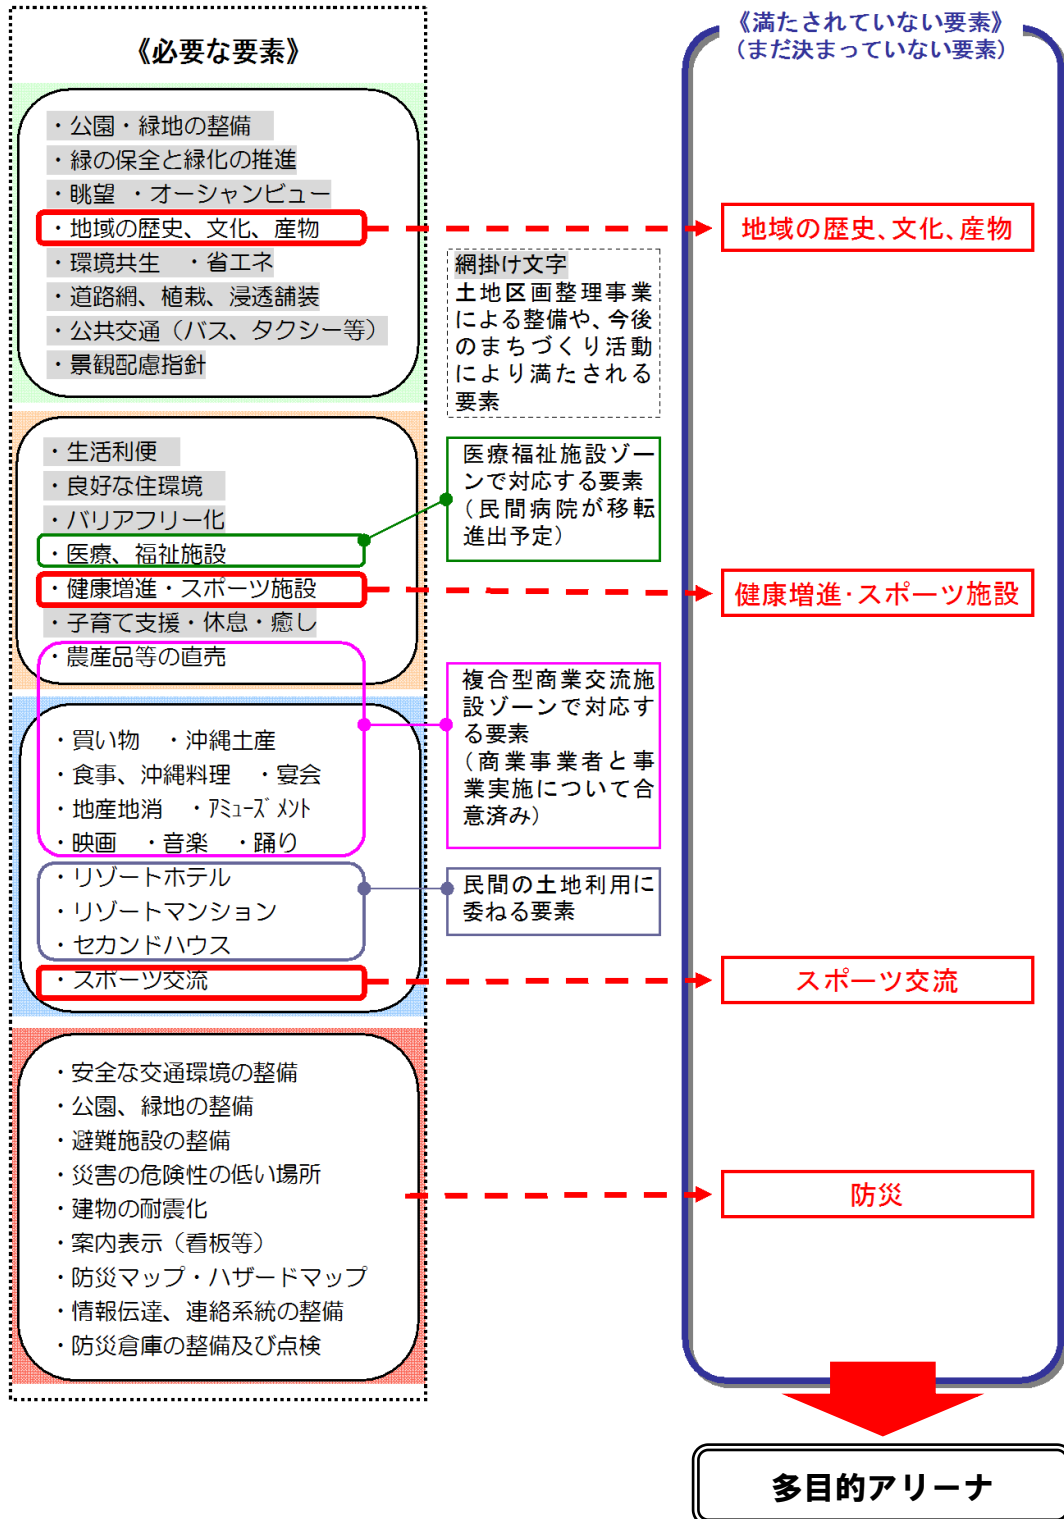 《必要な要素》
・公園・緑地の整備
・緑の保全と緑化の推進
・眺望 ・オーシャンビュー
・地域の歴史、文化、産物
・環境共生 ・省エネ
・道路網、植栽、浸透舗装
・公共交通（バス、タクシー等）
・景観配慮指針
・生活利便
・良好な住環境
・バリアフリー化
・医療、福祉施設
・健康増進・スポーツ施設
・子育て支援・休息・癒し
・農産品等の直売
・買い物 ・沖縄土産
・食事、沖縄料理 ・宴会
・地産地消 ・ｱﾐｭｰｽﾞﾒﾝﾄ
・映画 ・音楽 ・踊り
・リゾートホテル
・リゾートマンション
・セカンドハウス
・スポーツ交流
・安全な交通環境の整備
・公園、緑地の整備
・避難施設の整備
・災害の危険性の低い場所
・建物の耐震化
・案内表示（看板等）
・防災マップ・ハザードマップ
・情報伝達、連絡系統の整備
・防災倉庫の整備及び点検
網掛け文字
土地区画整理事業
による整備や、今後
のまちづくり活動
により満たされる
要素
医療福祉施設ゾー
ンで対応する要素
（民間病院が移転
進出予定）
複合型商業交流施
設ゾーンで対応す
る要素
（商業事業者と事
業実施について合
意済み）
民間の土地利用に
委ねる要素
《満たされていない要素》
（まだ決まっていない要素）
地域の歴史、文化、産物
健康増進・スポーツ施設
スポーツ交流
防災
多目的アリーナ